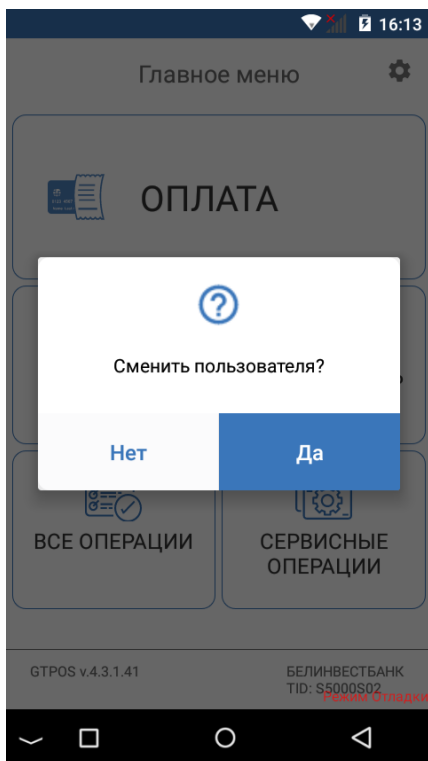 16:13
Главное меню
ОПЛАТА
Сменить пользователя?
Нет
Да
ВСЕ ОПЕРАЦИИ
СЕРВИСНЫЕ
ОПЕРАЦИИ
GTPOS v.4.3.1.41
БЕЛИНВЕСТБАНК
TID: S5000S02
Режим Отладки